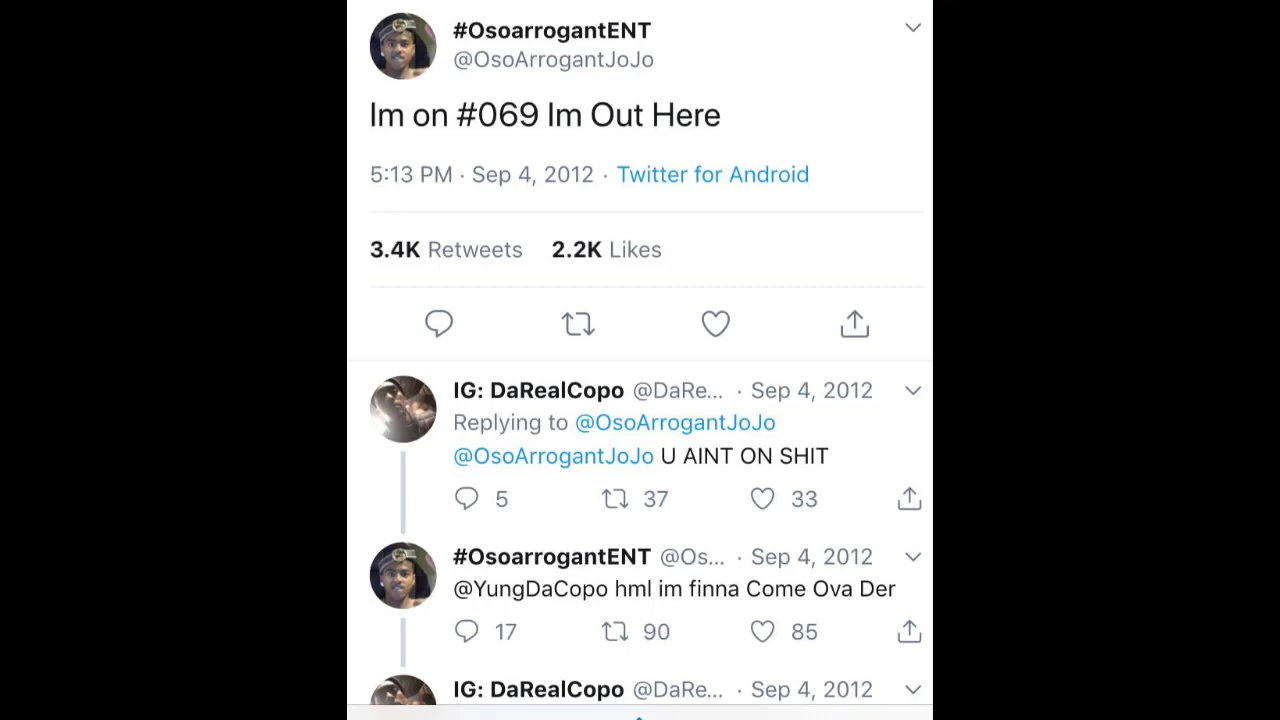 #OsoarrogantENT
@OsoArrogantJoJo
Im on #069 Im Out Here
5:13 PM · Sep 4, 2012 · Twitter for Android
3.4K Retweets 2.2K Likes
IG: DaRealCopo @DaRe... · Sep 4, 2012
Replying to @OsoArrogantJoJo
@OsoArrogantJoJo U AINT ON SHIT
5 37 33
#OsoarrogantENT @Os... · Sep 4, 2012
@YungDaCopo hml im finna Come Ova Der
17 90 85
IG: DaRealCopo @DaRe... · Sep 4, 2012